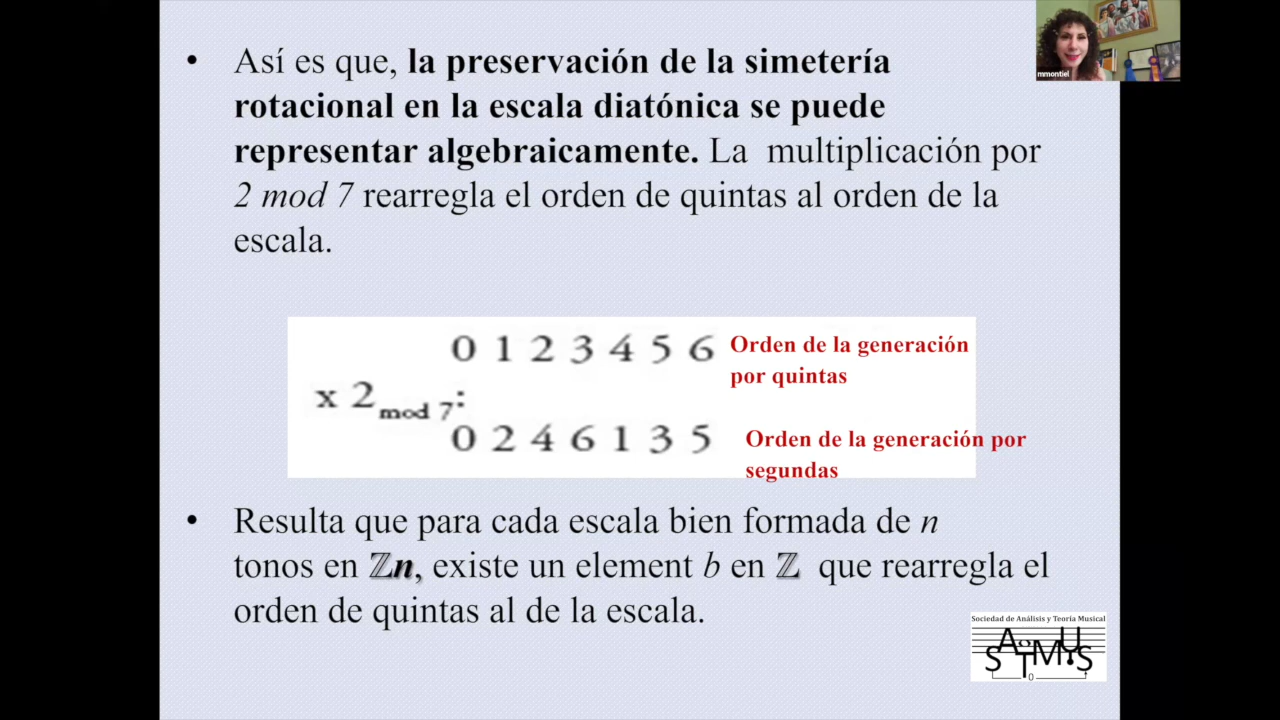 mmontiel
• Así es que, la preservación de la simetería
rotacional en la escala diatónica se puede
representar algebraicamente. La multiplicación por
2 mod 7 rearregla el orden de quintas al orden de la
escala.
0 1 2 3 4 5 6 Orden de la generación
por quintas
x 2 mod 7:
0 2 4 6 1 3 5 Orden de la generación por
segundas
• Resulta que para cada escala bien formada de n
tonos en ℤn, existe un element b en ℤ que rearregla el
orden de quintas al de la escala.
Sociedad de Análisis y Teoría Musical
SATMUS
0